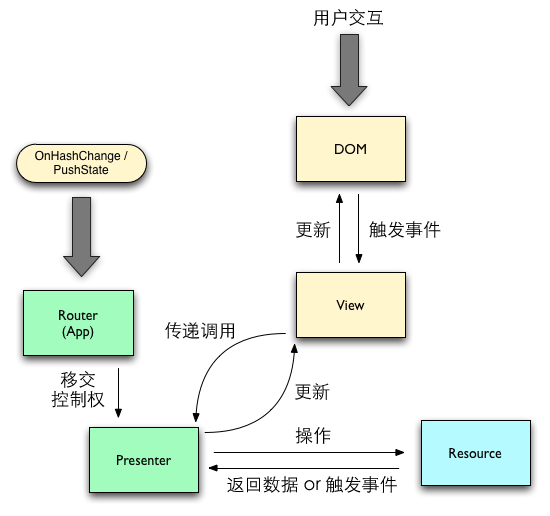 用户交互
DOM
OnHashChange /
PushState
更新
触发事件
Router
(App)
View
传递调用
移交
控制权
更新
Presenter
操作
Resource
返回数据 or 触发事件